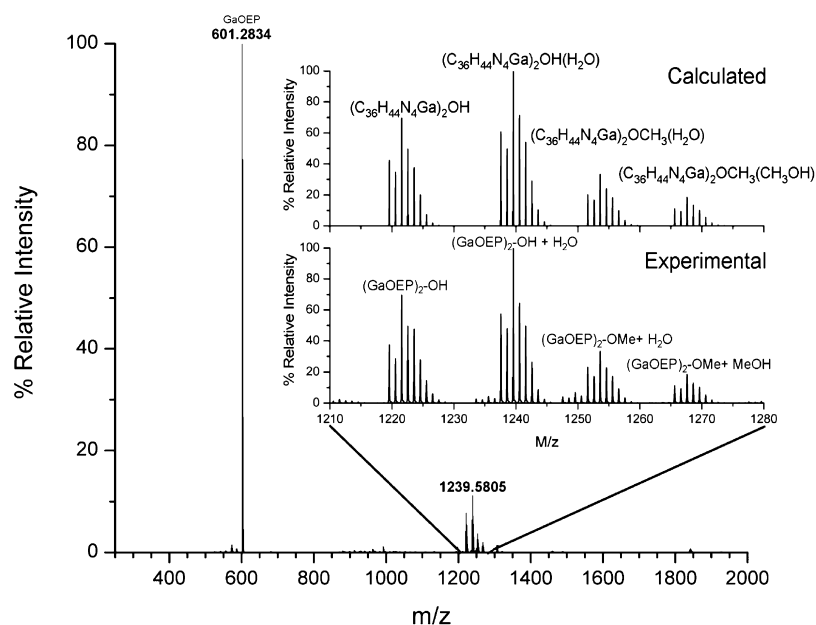 GaOEP
601.2834
100
80
60
40
20
0
% Relative Intensity
400 600 800 1000 1200 1400 1600 1800 2000
m/z
1239.5805
Calculated
100
80
60
40
20
0
% Relative Intensity
(C₃₆H₄₄N₄Ga)₂OH
(C₃₆H₄₄N₄Ga)₂OH(H₂O)
(C₃₆H₄₄N₄Ga)₂OCH₃(H₂O)
(C₃₆H₄₄N₄Ga)₂OCH₃(CH₃OH)
Experimental
100
80
60
40
20
0
% Relative Intensity
(GaOEP)₂-OH
(GaOEP)₂-OH + H₂O
(GaOEP)₂-OMe+ H₂O
(GaOEP)₂-OMe+ MeOH
1210 1220 1230 1240 1250 1260 1270 1280
M/z